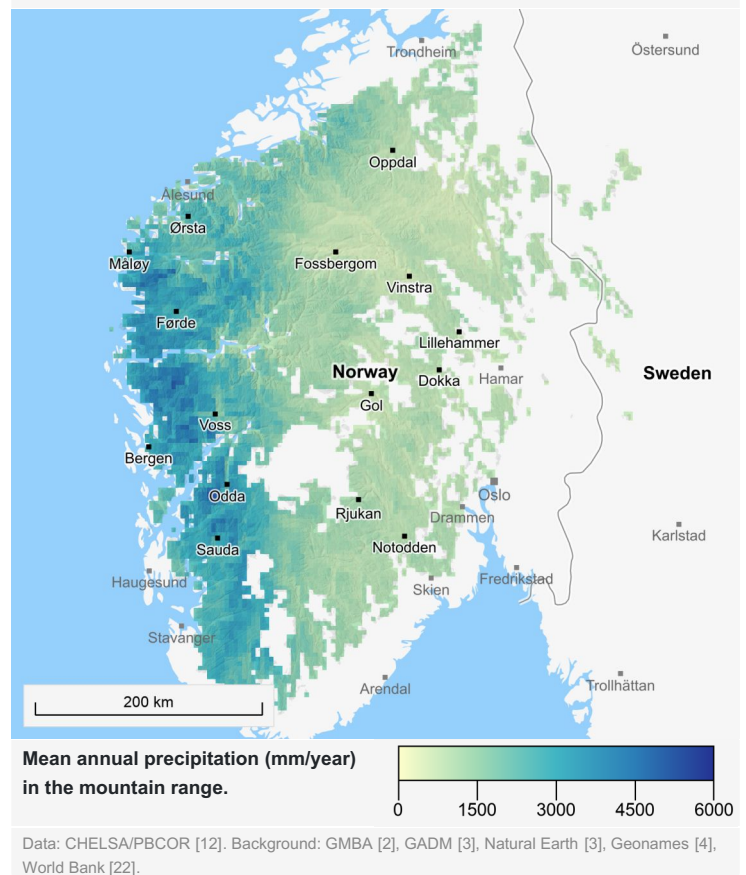 Trondheim
Östersund
Oppdal
Ålesund
Ørsta
Måløy
Fossbergom
Vinstra
Førde
Lillehammer
Norway
Dokka
Hamar
Sweden
Gol
Voss
Bergen
Odda
Oslo
Rjukan
Drammen
Sauda
Notodden
Karlstad
Haugesund
Skien
Fredrikstad
Stavanger
Arendal
Trollhättan
200 km
Mean annual precipitation (mm/year)
in the mountain range.
0 1500 3000 4500 6000
Data: CHELSA/PBCOR [12]. Background: GMBA [2], GADM [3], Natural Earth [3], Geonames [4],
World Bank [22].